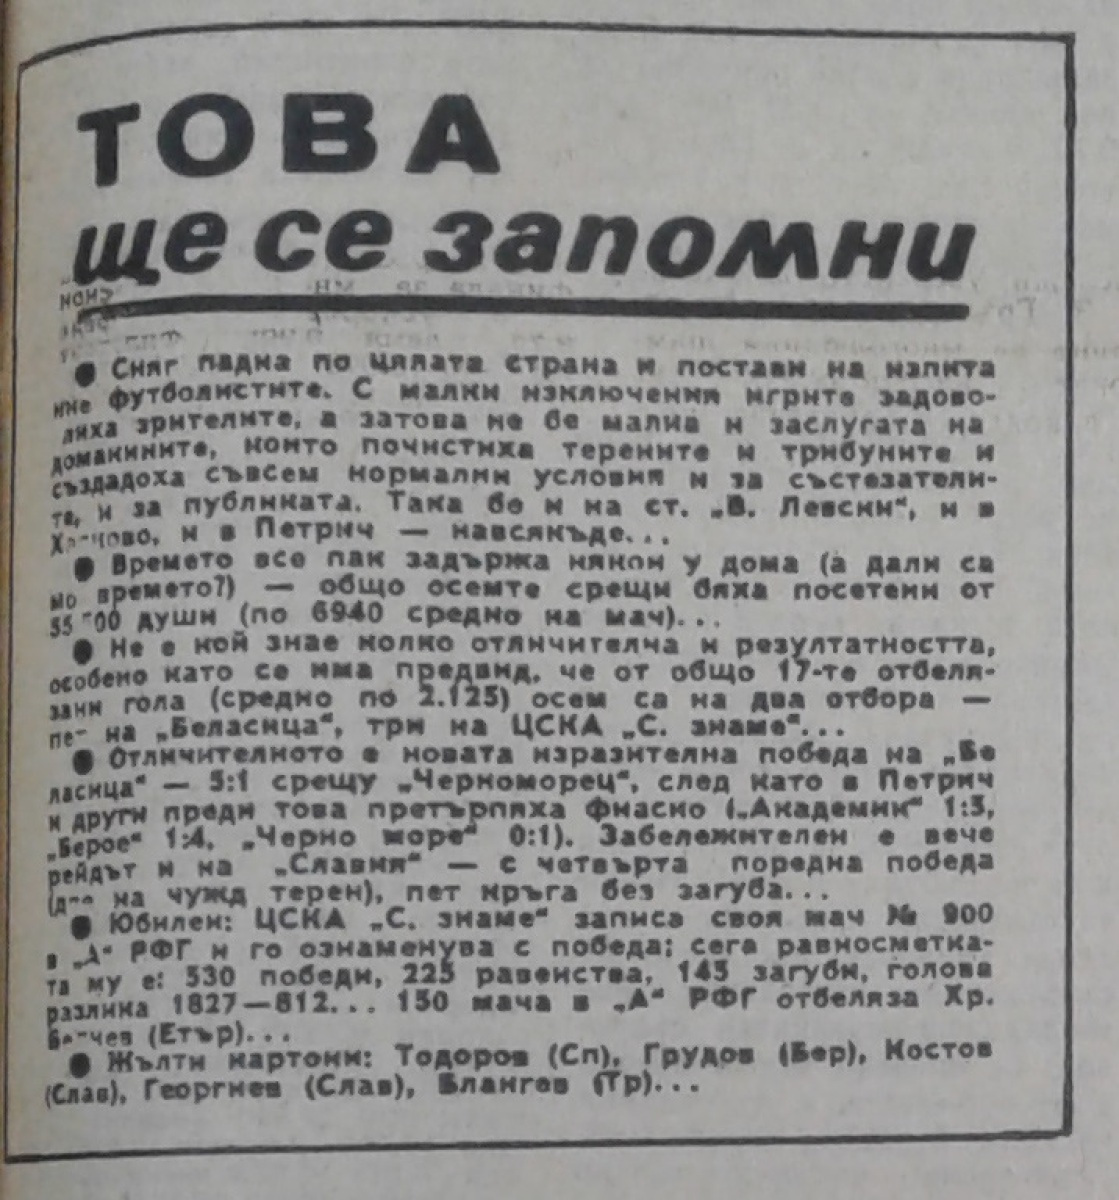 ТОВА
ще се запомни
● Сняг падна по цялата страна и постави на изпита
ние футболистите. С малки изключения игрите задово-
лиха зрителите, а затова не бе малка и заслугата на
домакините, които почистиха терените и трибуните и
създадоха съвсем нормални условия и за състезатели-
те, и за публиката. Така бе и на ст. „В. Левски“, и в
и в Петрич — навсякъде...
● Времето все пак задържа някои у дома (а дали са
мо времето?) — общо осемте срещи бяха посетени от
души (по 6940 средно на мач)...
● Не е кой знае колко отличителна и резултатността,
особено като се има предвид, че от общо 17-те отбеля-
зани гола (средно по 2.125) осем са на два отбора —
пет на „Беласица“, три на ЦСКА „С. знаме“...
● Отличителното е новата изразителна победа на „Бе
ласица“ — 5:1 срещу „Черноморец“, след като в Петрич
и други преди това претърпяха фиаско („Академик“ 1:3,
„Берое“ 1:4, „Черно море“ 0:1). Забележителен е вече
рейдът и на „Славия“ — с четвърта поредна победа
(две на чужд терен), пет кръга без загуба...
● Юбилеи: ЦСКА „С. знаме“ записа своя мач № 900
в „А“ РФГ и го ознаменува с победа; сега равносметка-
та му е: 530 победи, 225 равенства, 145 загуби, голова
разлика 1827—812... 150 мача в „А“ РФГ отбеляза Хр.
(Етър)...
● Жълти картони: Тодоров (Сп), Грудов (Бер), Костов
(Слав), Георгиев (Слав), Влангев (Тр)...